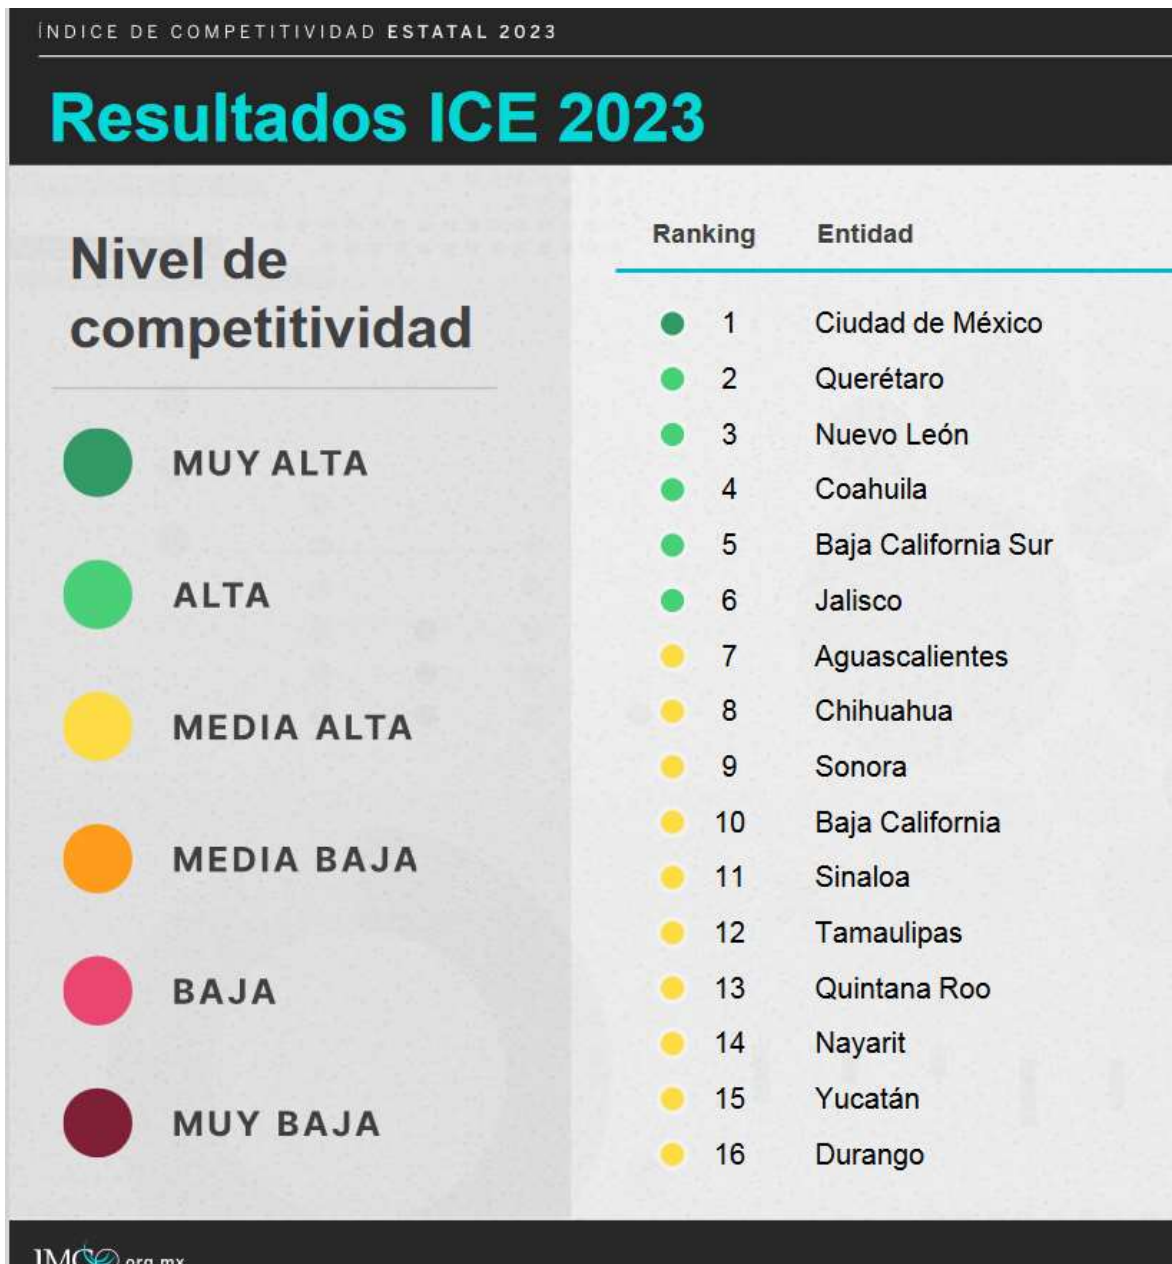 ÍNDICE DE COMPETITIVIDAD ESTATAL 2023
Resultados ICE 2023
Nivel de
competitividad
MUY ALTA
ALTA
MEDIA ALTA
MEDIA BAJA
BAJA
MUY BAJA
Ranking Entidad
1 Ciudad de México
2 Querétaro
3 Nuevo León
4 Coahuila
5 Baja California Sur
6 Jalisco
7 Aguascalientes
8 Chihuahua
9 Sonora
10 Baja California
11 Sinaloa
12 Tamaulipas
13 Quintana Roo
14 Nayarit
15 Yucatán
16 Durango
IMCO.org.mx